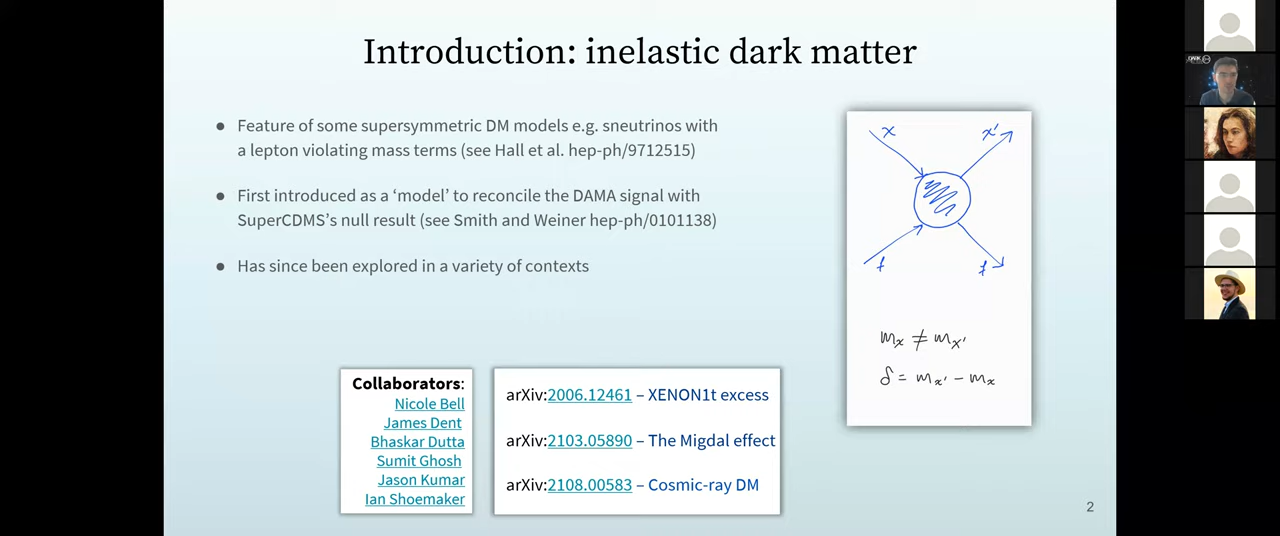 Introduction: inelastic dark matter
● Feature of some supersymmetric DM models e.g. sneutrinos with
a lepton violating mass terms (see Hall et al. hep-ph/9712515)
● First introduced as a ‘model’ to reconcile the DAMA signal with
SuperCDMS's null result (see Smith and Weiner hep-ph/0101138)
● Has since been explored in a variety of contexts
Collaborators:
Nicole Bell
James Dent
Bhaskar Dutta
Sumit Ghosh
Jason Kumar
Ian Shoemaker
arXiv:2006.12461 – XENON1t excess
arXiv:2103.05890 – The Migdal effect
arXiv:2108.00583 – Cosmic-ray DM
χ χ'
f f
m_χ ≠ m_χ'
δ = m_χ' − m_χ
2
DARK